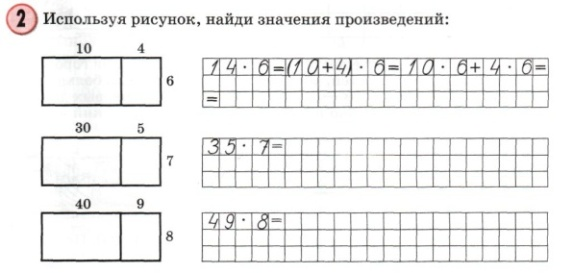 2 Используя рисунок, найди значения произведений:
10 4
6
14 · 6=(10+4) · 6=10 · 6+4 · 6=
=
30 5
7
35 · 7=
40 9
8
49 · 8=